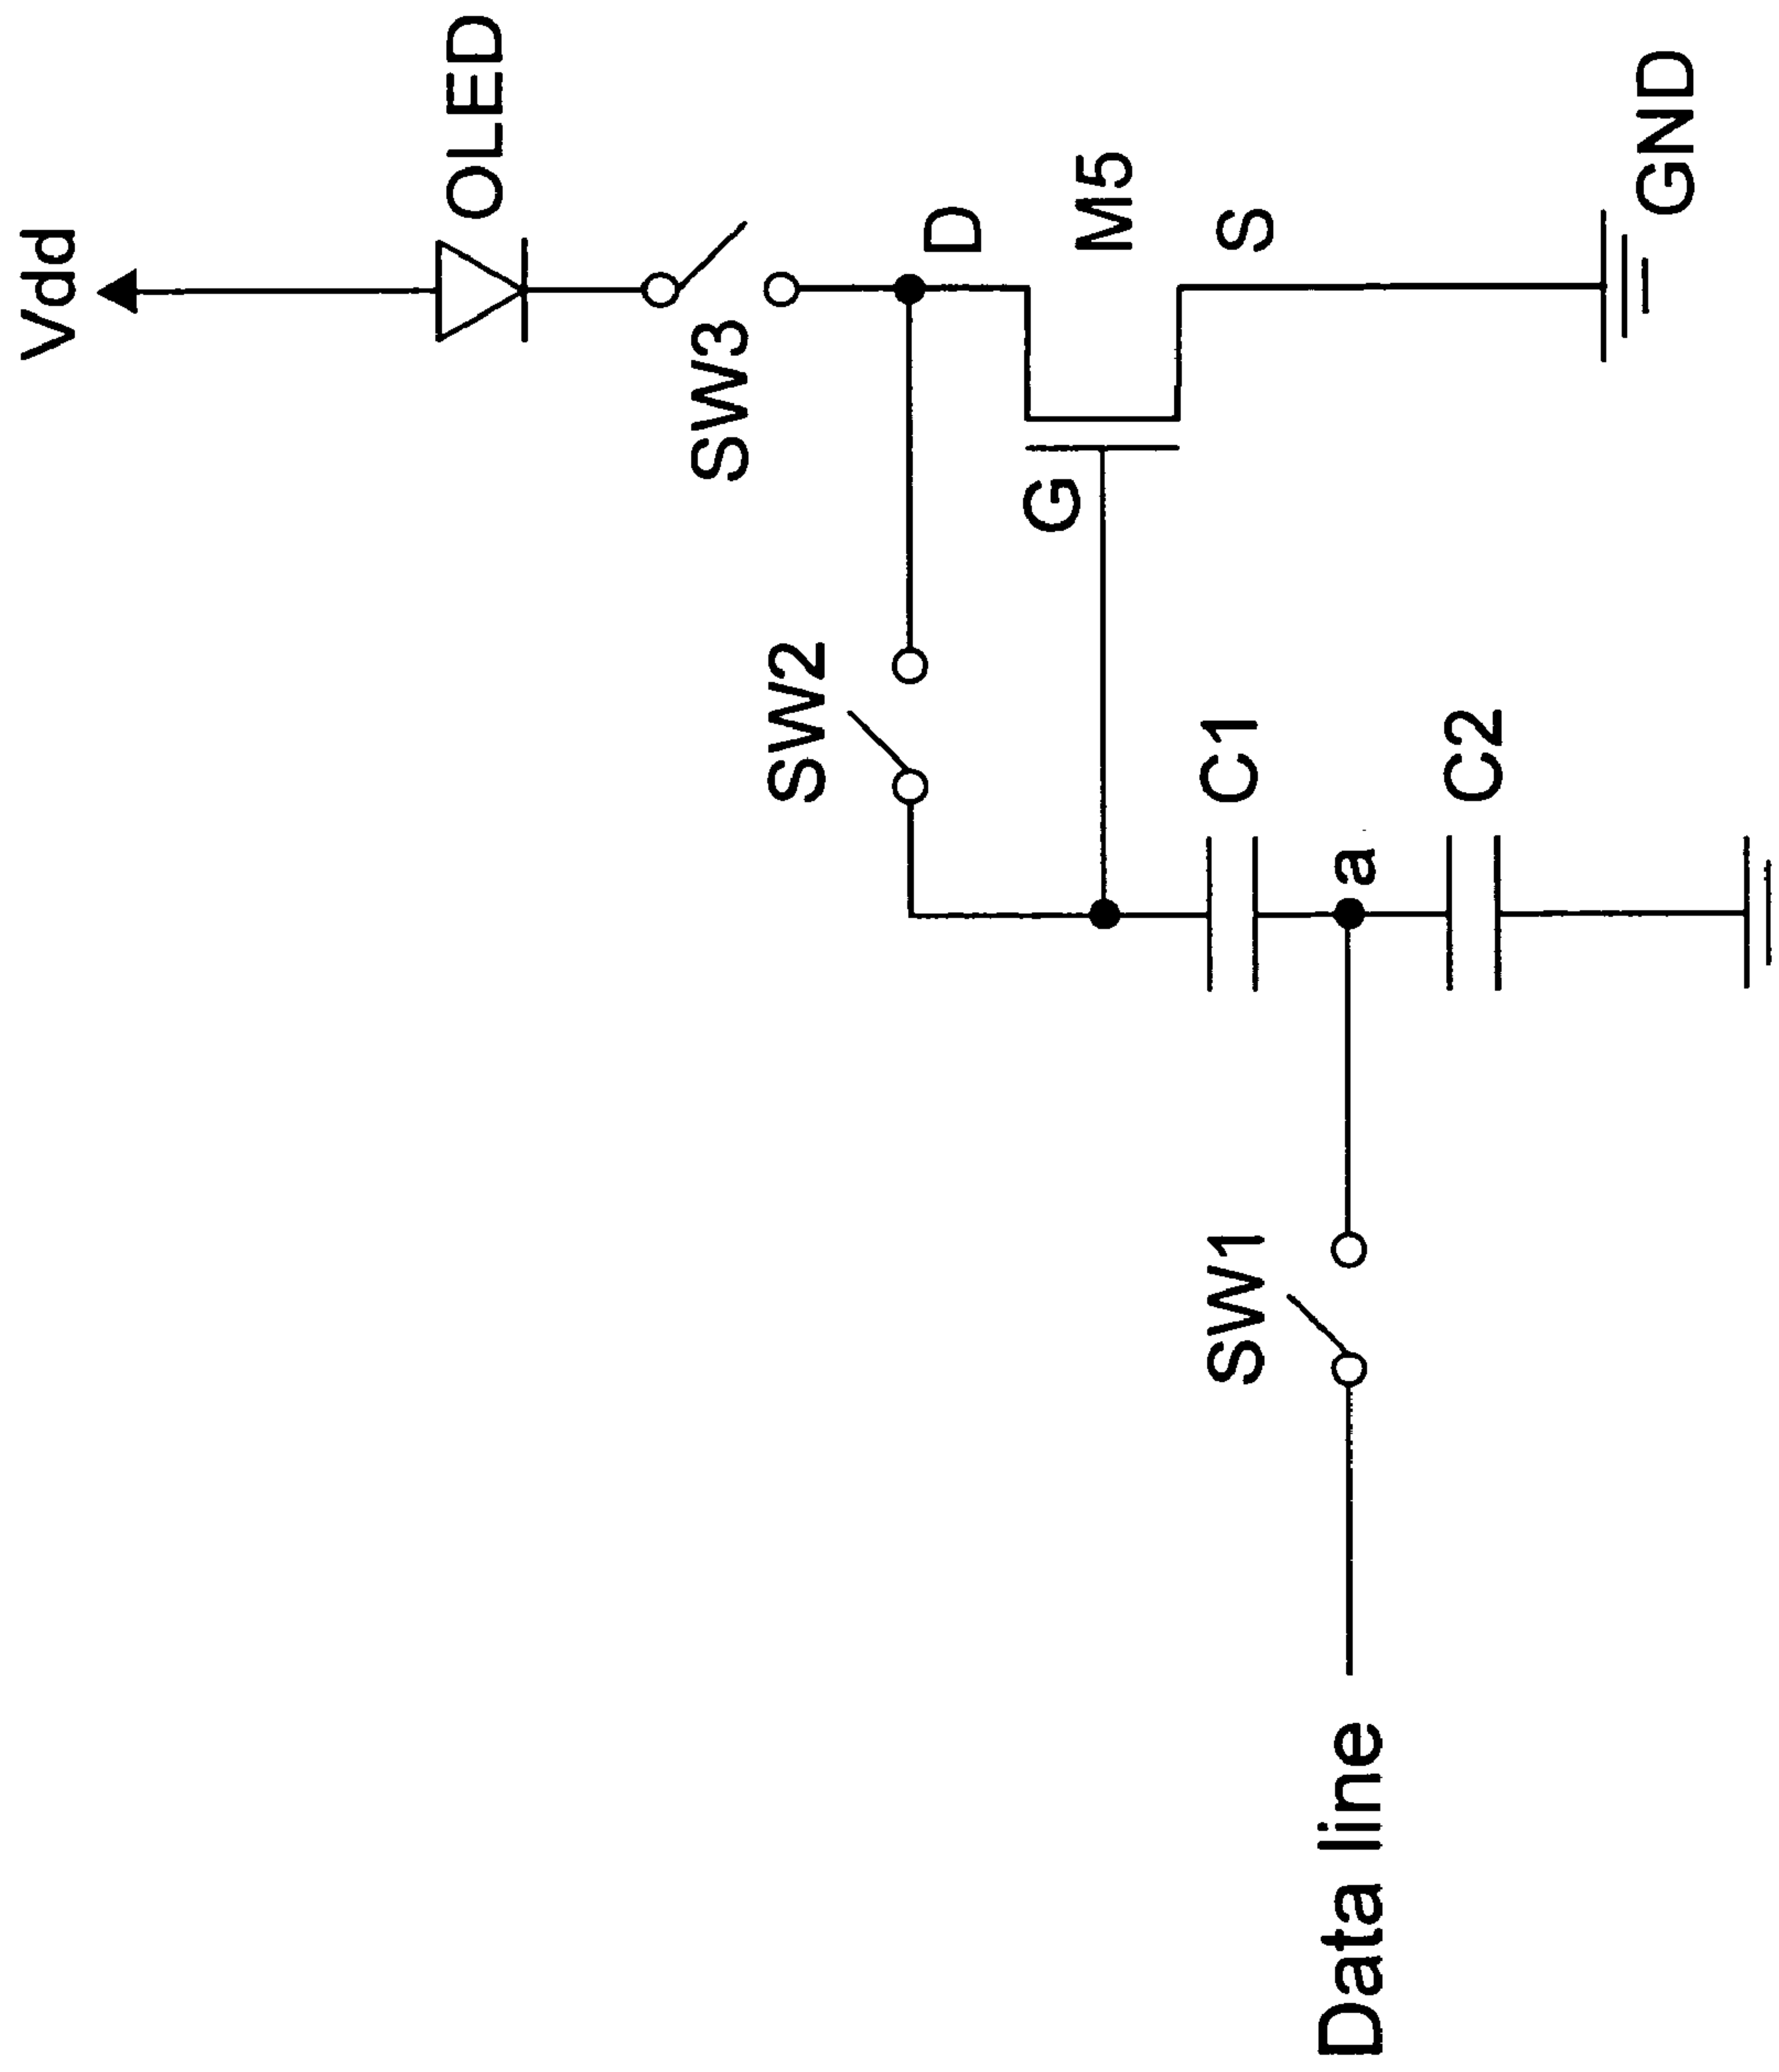 Vdd
OLED
SW3
D
SW2
M5
G
S
C1
a
C2
SW1
GND
Data line